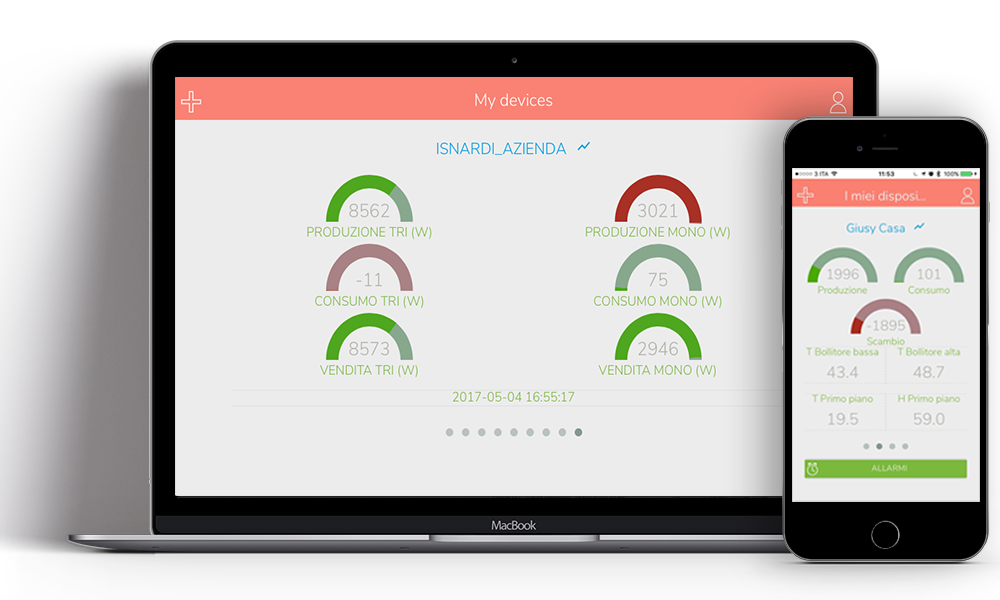 My devices
ISNARDI_AZIENDA
8562
PRODUZIONE TRI (W)
3021
PRODUZIONE MONO (W)
-11
CONSUMO TRI (W)
75
CONSUMO MONO (W)
8573
VENDITA TRI (W)
2946
VENDITA MONO (W)
2017-05-04 16:55:17
MacBook
3 ITA 11:53 100%
I miei disposi...
Giusy Casa
1996
Produzione
101
Consumo
-1895
Scambio
T Bollitore bassa
43.4
T Bollitore alta
48.7
T Primo piano
19.5
H Primo piano
59.0
ALLARMI